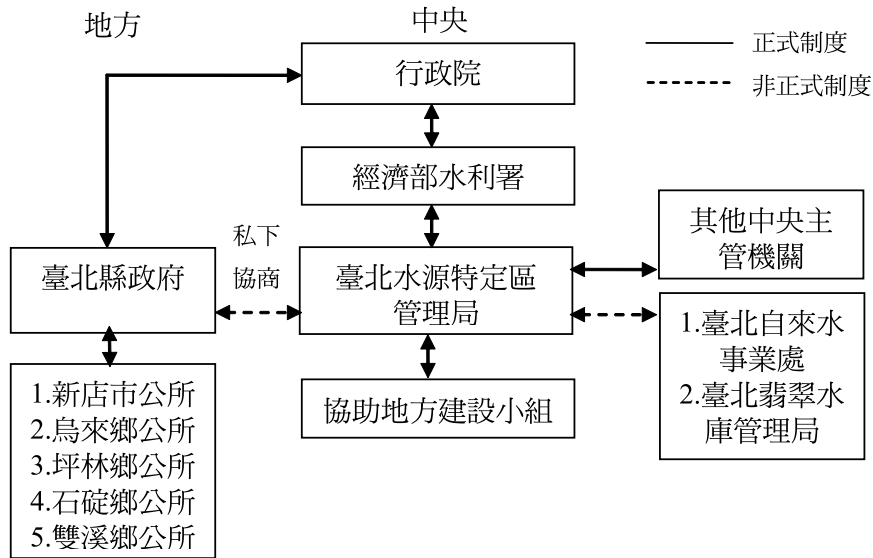 地方
中央
正式制度
非正式制度
行政院
經濟部水利署
其他中央主
管機關
私下
協商
臺北縣政府
臺北水源特定區
管理局
1.臺北自來水
事業處
2.臺北翡翠水
庫管理局
協助地方建設小組
1.新店市公所
2.烏來鄉公所
3.坪林鄉公所
4.石碇鄉公所
5.雙溪鄉公所